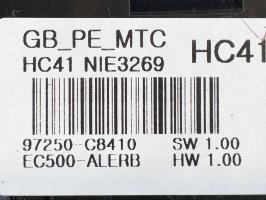 GB_PE_MTC
HC41
HC41 NIE3269
97250-C8410 SW 1.00
EC500-ALERB HW 1.00